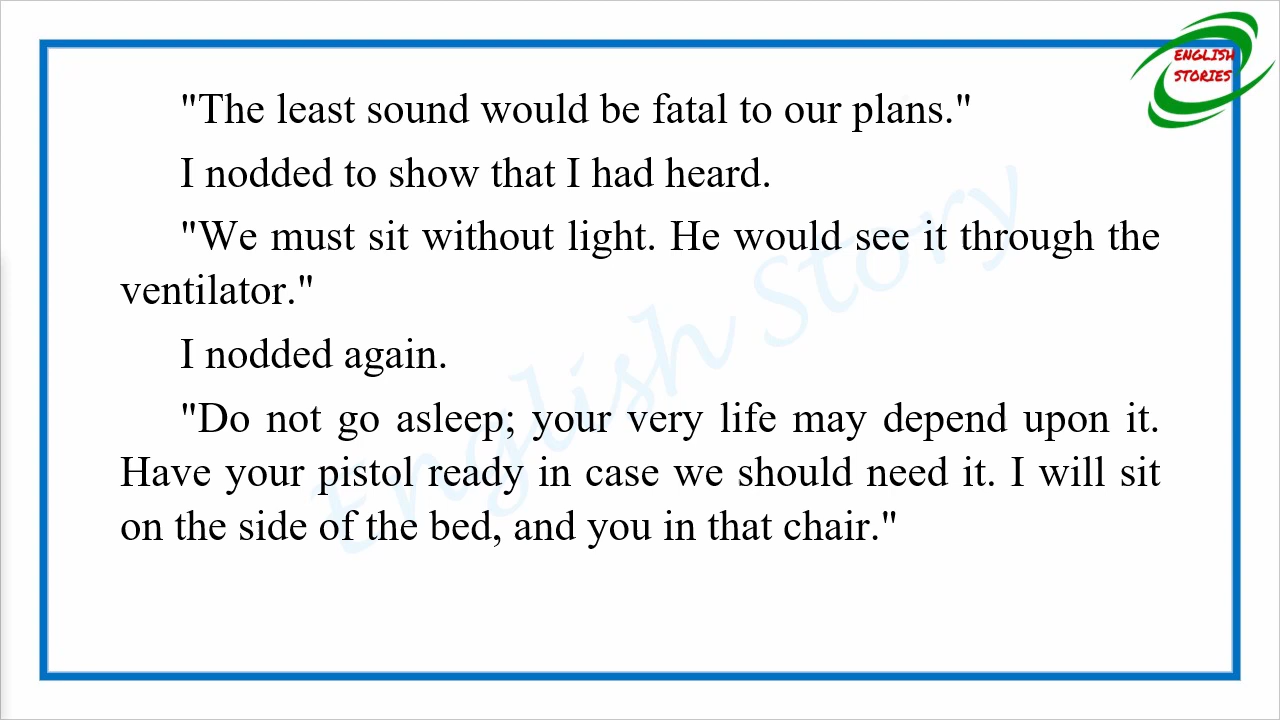 ENGLISH
STORIES
"The least sound would be fatal to our plans."
I nodded to show that I had heard.
"We must sit without light. He would see it through the
ventilator."
I nodded again.
"Do not go asleep; your very life may depend upon it.
Have your pistol ready in case we should need it. I will sit
on the side of the bed, and you in that chair."
English Story